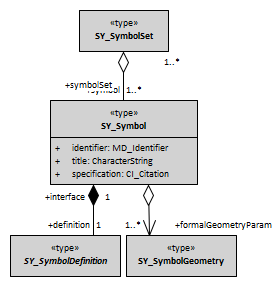 «type»
SY_SymbolSet
1..*
+symbolSet
+symbol 1..*
«type»
SY_Symbol
+ identifier: MD_Identifier
+ title: CharacterString
+ specification: CI_Citation
+interface 1
+definition 1
1..* +formalGeometryParam
«type»
SY_SymbolDefinition
«type»
SY_SymbolGeometry